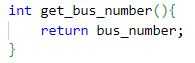 int get_bus_number(){
    return bus_number;
}